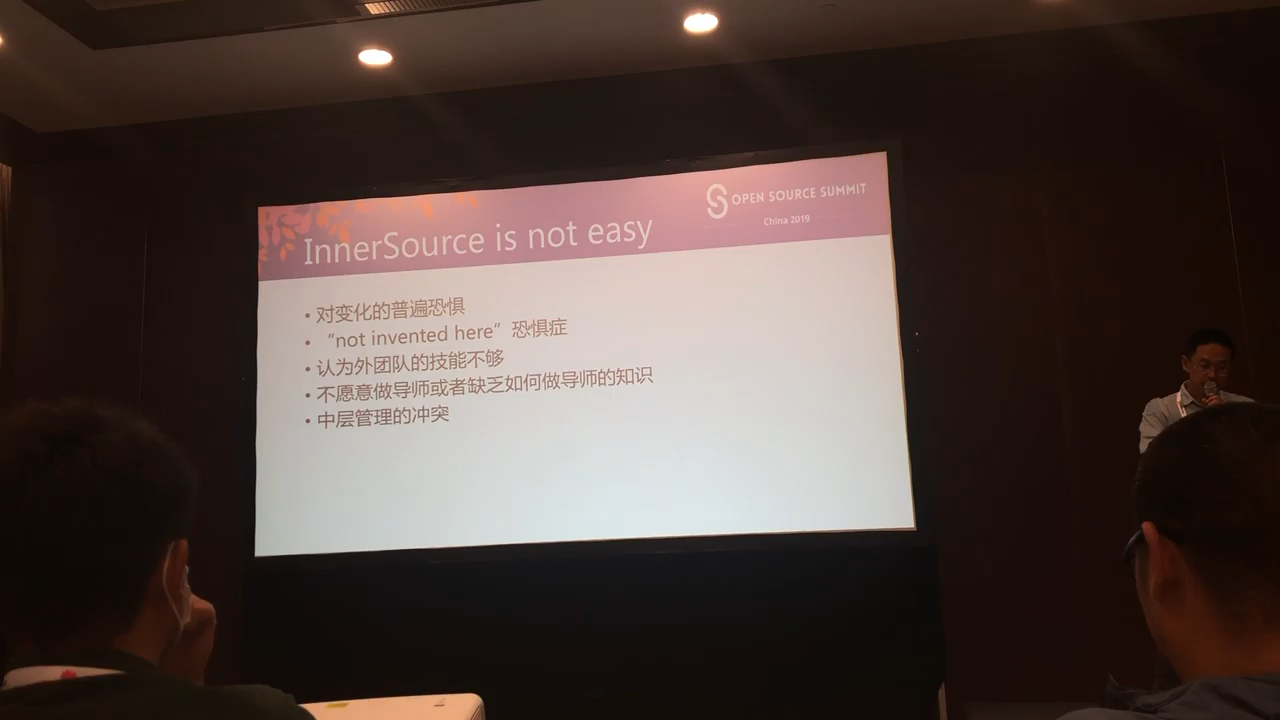 OPEN SOURCE SUMMIT
China 2019
InnerSource is not easy
• 对变化的普遍恐惧
• “not invented here”恐惧症
• 认为外团队的技能不够
• 不愿意做导师或者缺乏如何做导师的知识
• 中层管理的冲突